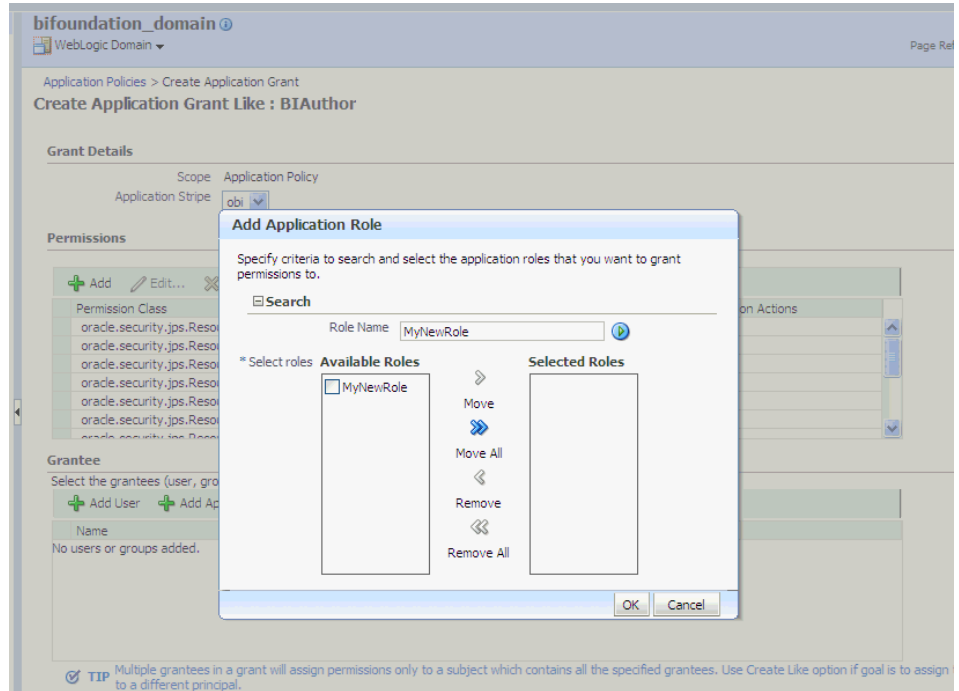 bifoundation_domain
WebLogic Domain
Page Ref
Application Policies > Create Application Grant
Create Application Grant Like : BIAuthor
Grant Details
Scope Application Policy
Application Stripe obi
Permissions
Add Edit...
Permission Class
on Actions
oracle.security.jps.Resou
oracle.security.jps.Resou
oracle.security.jps.Resou
oracle.security.jps.Resou
oracle.security.jps.Resou
oracle.security.jps.Resou
Grantee
Select the grantees (user, gro
Add User Add Ap
Name
No users or groups added.
TIP Multiple grantees in a grant will assign permissions only to a subject which contains all the specified grantees. Use Create Like option if goal is to assign
to a different principal.
Add Application Role
Specify criteria to search and select the application roles that you want to grant
permissions to.
Search
Role Name MyNewRole
* Select roles Available Roles Selected Roles
MyNewRole
Move
Move All
Remove
Remove All
OK Cancel